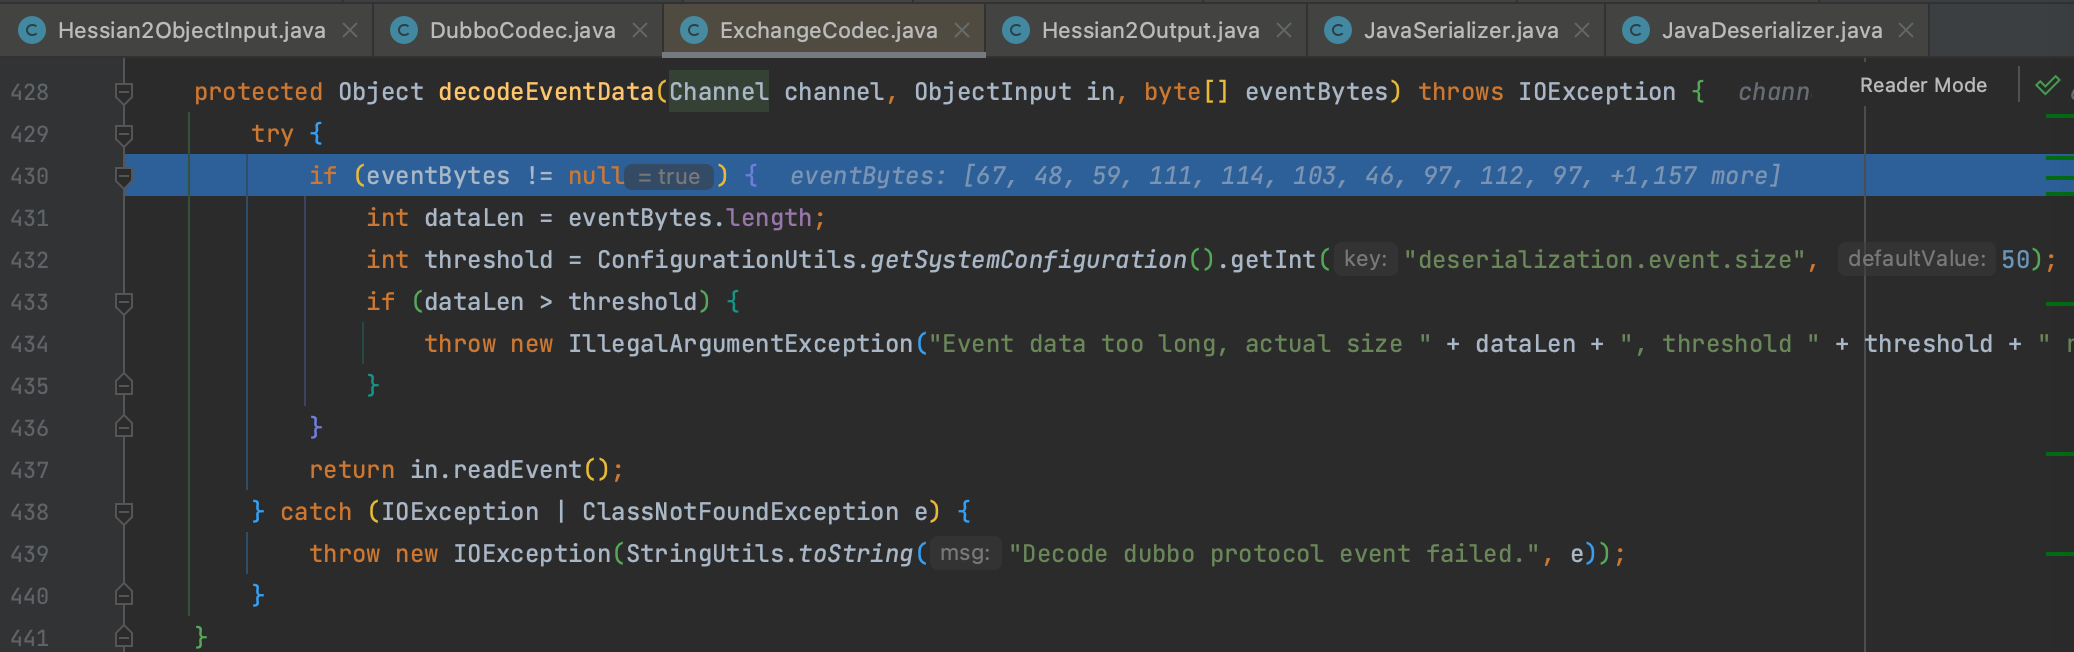 C Hessian2ObjectInput.java C DubboCodec.java C ExchangeCodec.java C Hessian2Output.java C JavaSerializer.java C JavaDeserializer.java
428 protected Object decodeEventData(Channel channel, ObjectInput in, byte[] eventBytes) throws IOException { chann Reader Mode
429 try {
430 if (eventBytes != null = true ) { eventBytes: [67, 48, 59, 111, 114, 103, 46, 97, 112, 97, +1,157 more]
431 int dataLen = eventBytes.length;
432 int threshold = ConfigurationUtils.getSystemConfiguration().getInt( key: "deserialization.event.size", defaultValue: 50);
433 if (dataLen > threshold) {
434 throw new IllegalArgumentException("Event data too long, actual size " + dataLen + ", threshold " + threshold + " r
435 }
436 }
437 return in.readEvent();
438 } catch (IOException | ClassNotFoundException e) {
439 throw new IOException(StringUtils.toString( msg: "Decode dubbo protocol event failed.", e));
440 }
441 }